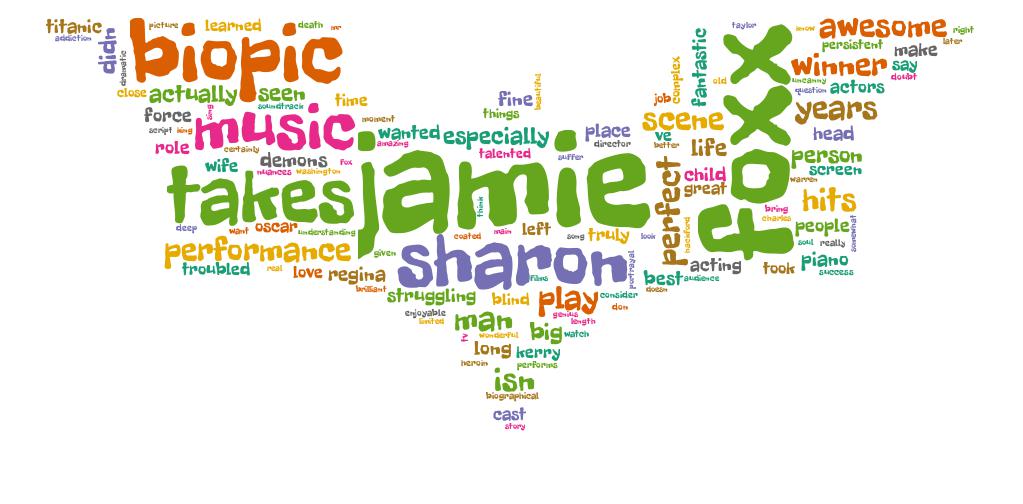 titanic
addiction
didn
dramatic
picture
learned
death
her
biopic
close
actually
seen
soundtrack
time
force
script
king
sing
music
moment
role
certainly
wife
demons
nuances
washington
fox
takes
deep
want
oscar
understanding
performance
given
troubled
real
love
regina
brilliant
fine
beautiful
things
wanted
amazing
especially
talented
suffer
place
director
jamie
think
coated
main
left
song
truly
look
sharon
films
portrayal
struggling
blind
play
consider
don
genius
length
enjoyable
limited
man
tv
wonderful
big
watch
long
kerry
heroin
performs
isn
biographical
cast
story
taylor
fantastic
complex
job
old
scene
ve
better
life
perfect
child
great
hackford
acting
best
audience
doesn
foxx
know
awesome
right
later
persistent
make
winner
say
doubt
uncanny
question
actors
years
head
person
screen
warren
hits
bring
charles
people
somewhat
soul
really
took
piano
success